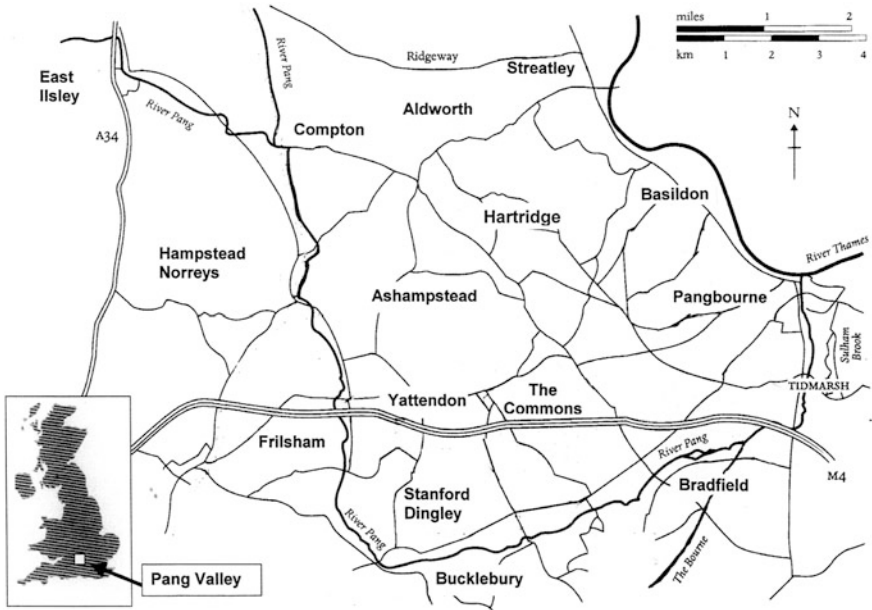 miles 1 2
km 1 2 3 4
Ridgeway
Streatley
River Pang
East
Ilsley
River Pang
Aldworth
A34
Compton
N
Basildon
Hartridge
Hampstead
Norreys
River Thames
Ashampstead
Pangbourne
Sulham
Brook
TIDMARSH
Yattendon
The
Commons
Frilsham
River Pang
M4
Bradfield
Stanford
Dingley
River Pang
The Bourne
Bucklebury
Pang Valley